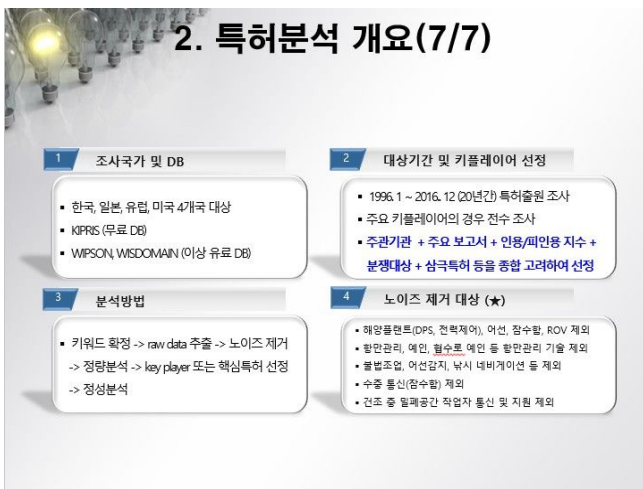 2. 특허분석 개요(7/7)
1 조사국가 및 DB
▪ 한국, 일본, 유럽, 미국 4개국 대상
▪ KIPRIS (무료 DB)
▪ WIPSON, WISDOMAIN (이상 유료 DB)
2 대상기간 및 키플레이어 선정
▪ 1996. 1 ~ 2016. 12 (20년간) 특허출원 조사
▪ 주요 키플레이어의 경우 전수 조사
▪ 주관기관 + 주요 보고서 + 인용/피인용 지수 +
분쟁대상 + 삼극특허 등을 종합 고려하여 선정
3 분석방법
▪ 키워드 확정 -> raw data 추출 -> 노이즈 제거
-> 정량분석 -> key player 또는 핵심특허 선정
-> 정성분석
4 노이즈 제거 대상 (★)
▪ 해양플랜트(DPS, 전력제어), 어선, 잠수함, ROV 제외
▪ 항만관리, 예인, 협수로 예인 등 항만관리 기술 제외
▪ 불법조업, 어선감지, 낚시 네비게이션 등 제외
▪ 수중 통신(잠수함) 제외
▪ 건조 중 밀폐공간 작업자 통신 및 지원 제외